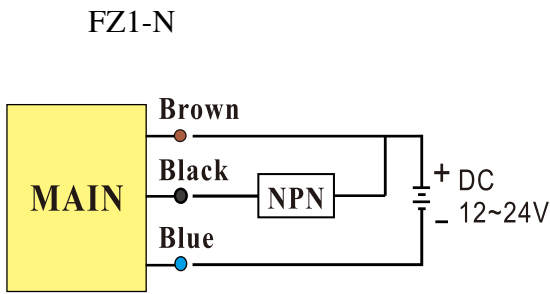 FZ1-N
Brown
Black
MAIN
NPN
+
DC
12~24V
−
Blue